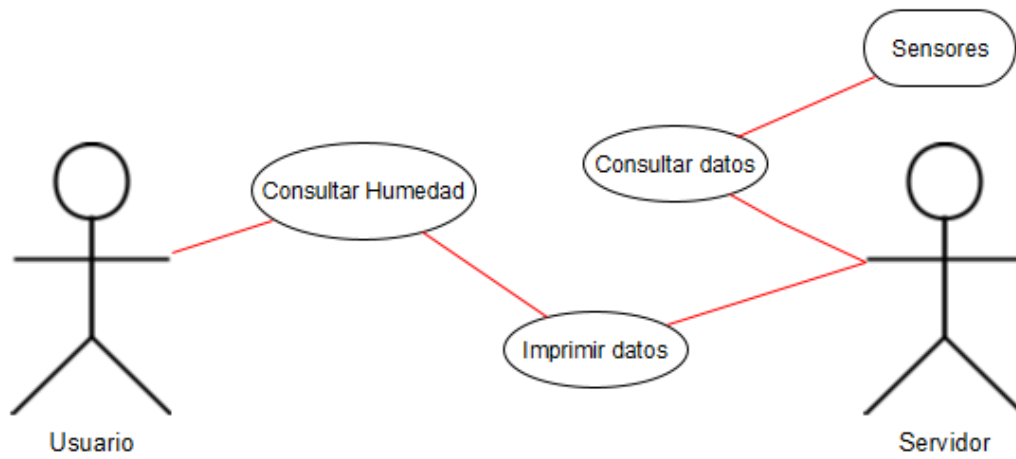 Sensores
Consultar datos
Consultar Humedad
Imprimir datos
Usuario
Servidor